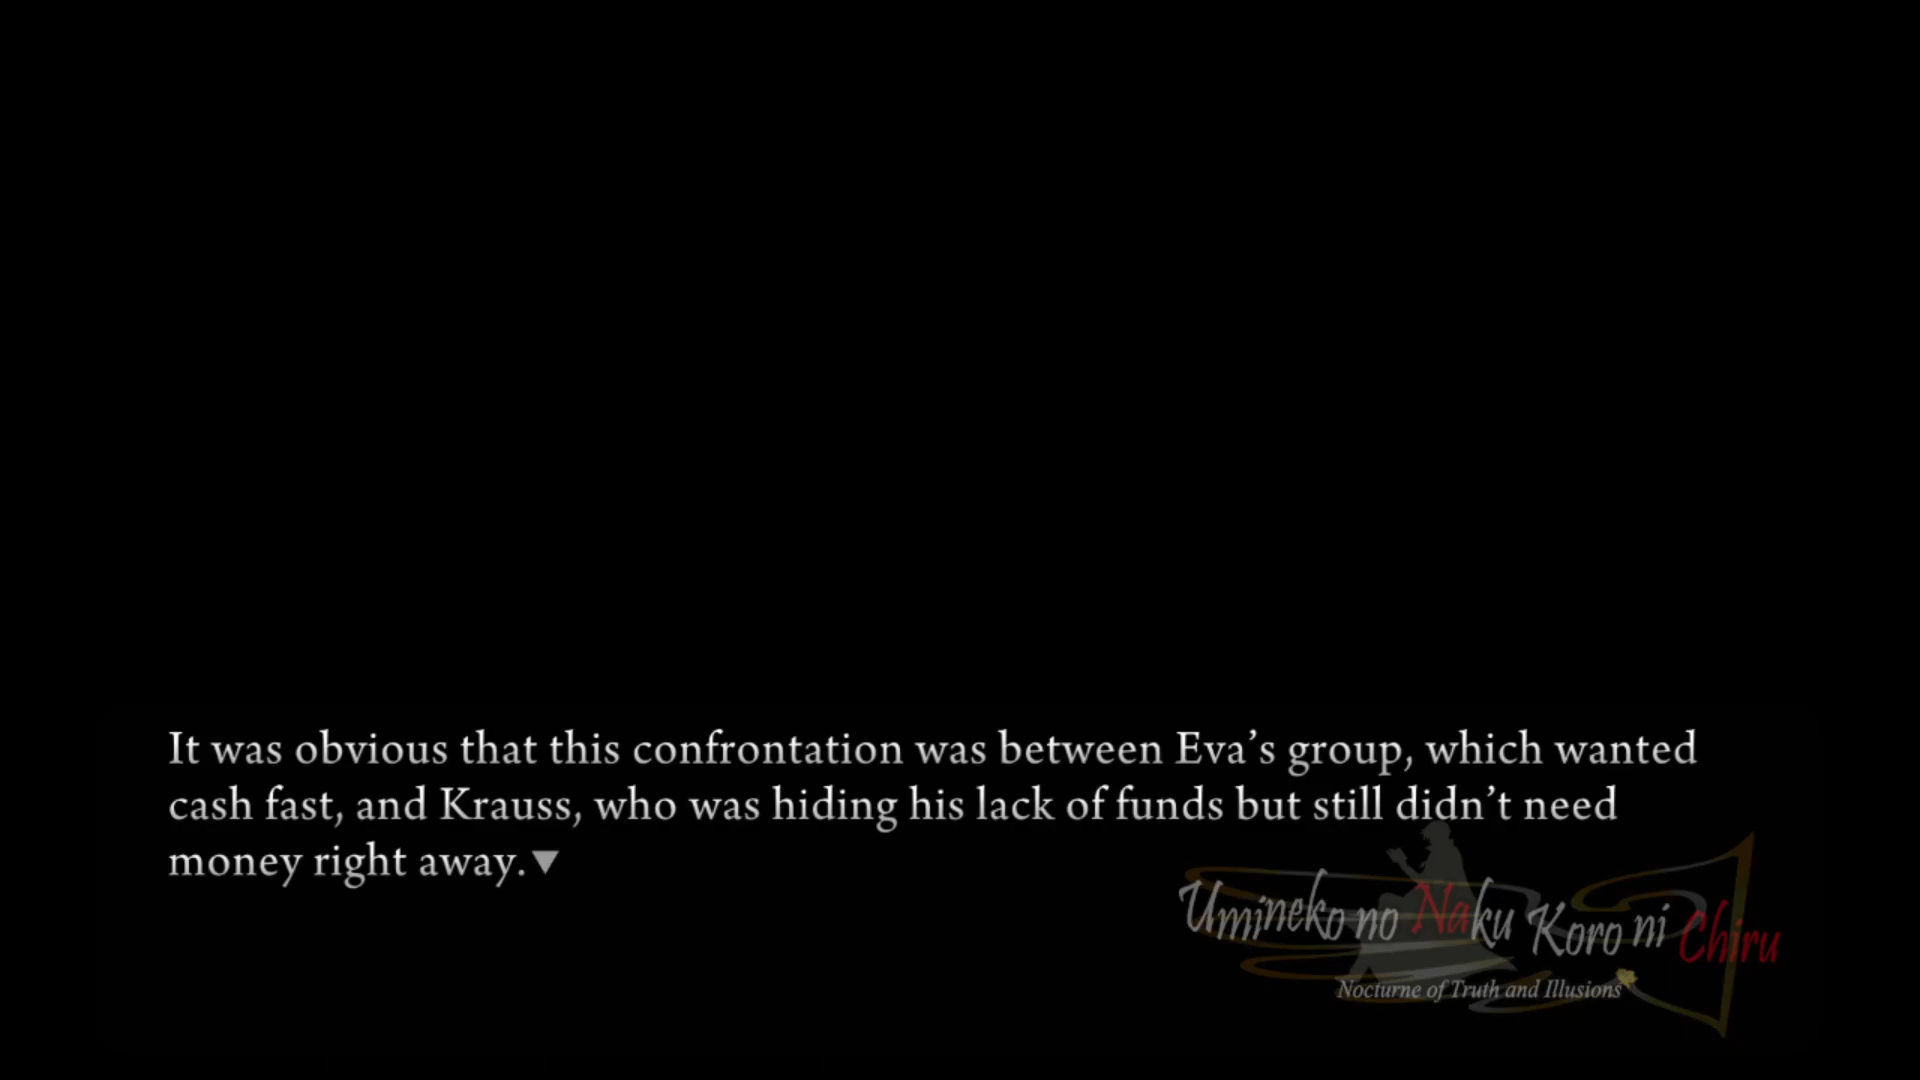 It was obvious that this confrontation was between Eva’s group, which wanted
cash fast, and Krauss, who was hiding his lack of funds but still didn’t need
money right away.▼
Umineko no Naku Koro ni Chiru
Nocturne of Truth and Illusions